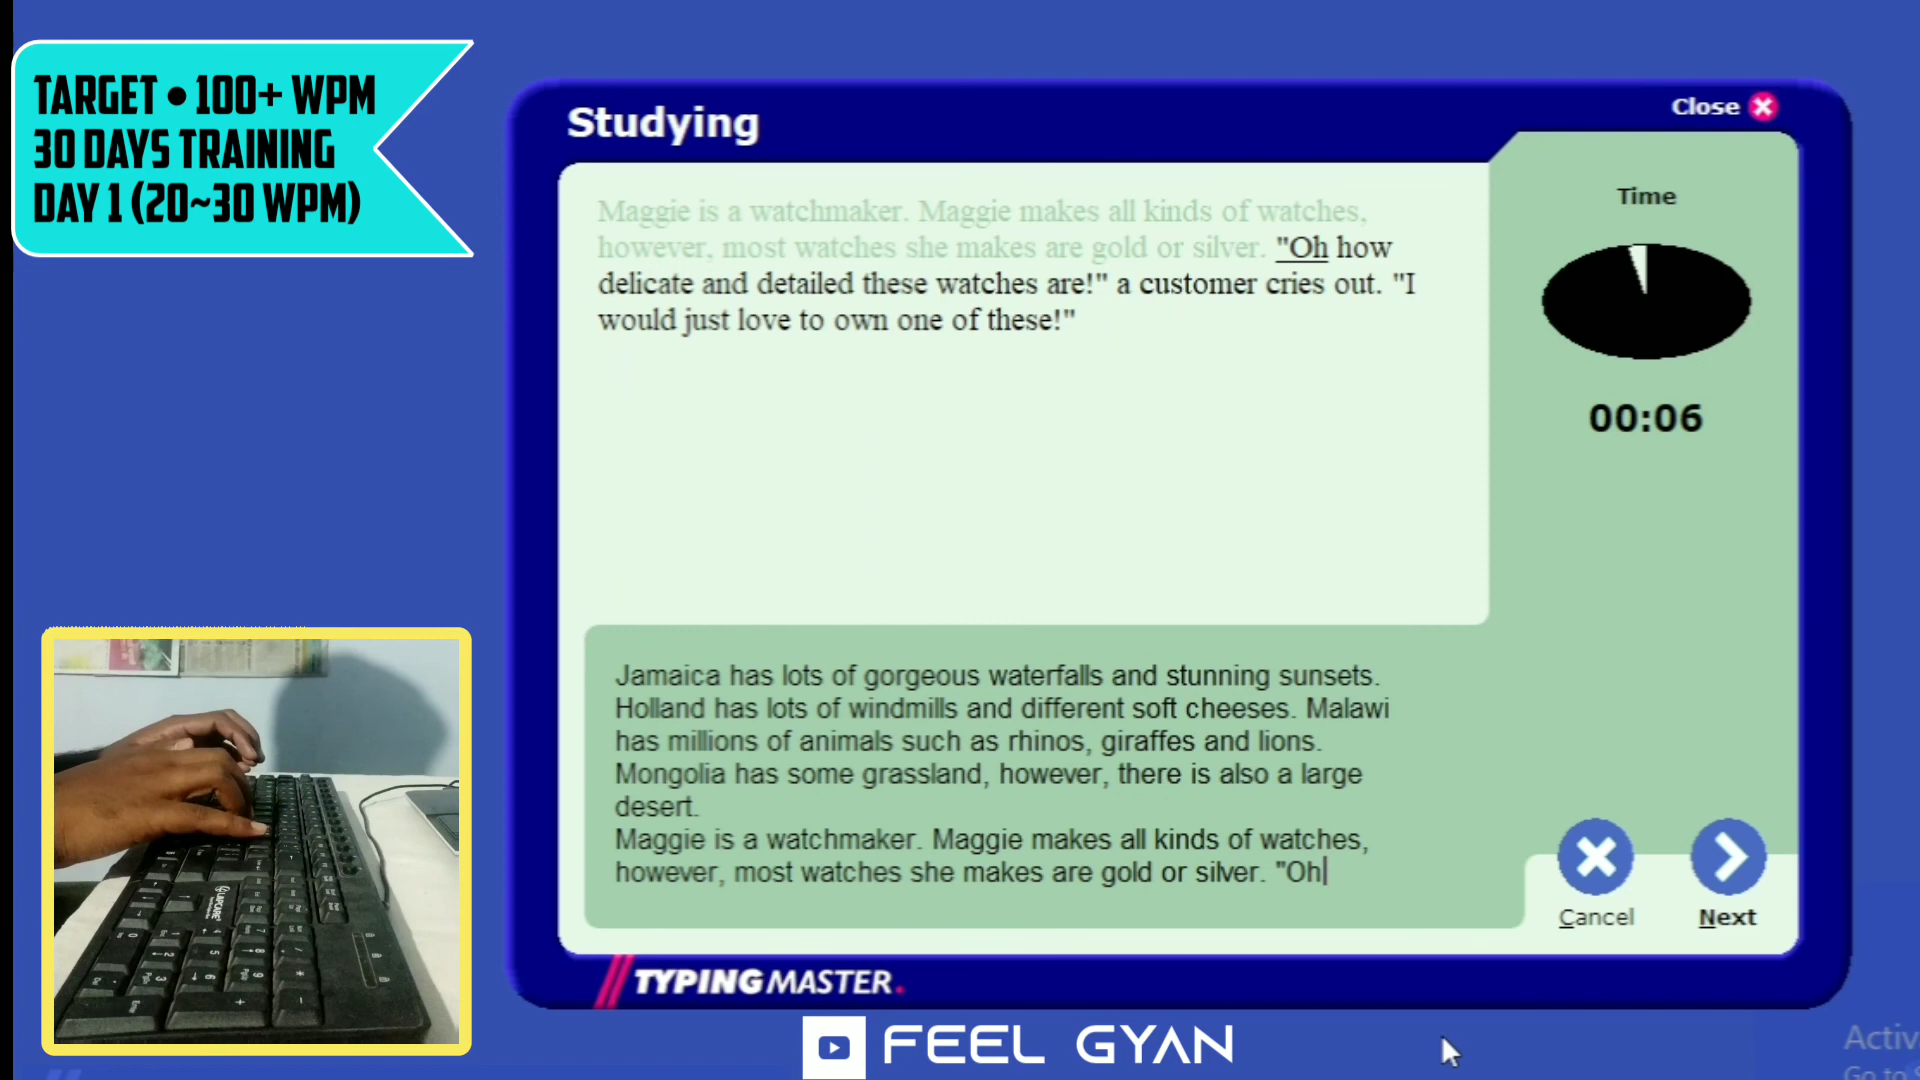 TARGET • 100+ WPM
30 DAYS TRAINING
DAY 1 (20~30 WPM)
Studying
Close
Maggie is a watchmaker. Maggie makes all kinds of watches,
however, most watches she makes are gold or silver. "Oh how
delicate and detailed these watches are!" a customer cries out. "I
would just love to own one of these!"
Time
00:06
Jamaica has lots of gorgeous waterfalls and stunning sunsets.
Holland has lots of windmills and different soft cheeses. Malawi
has millions of animals such as rhinos, giraffes and lions.
Mongolia has some grassland, however, there is also a large
desert.
Maggie is a watchmaker. Maggie makes all kinds of watches,
however, most watches she makes are gold or silver. "Oh
Cancel
Next
TYPINGMASTER.
FEEL GYAN
Activ
Go to S